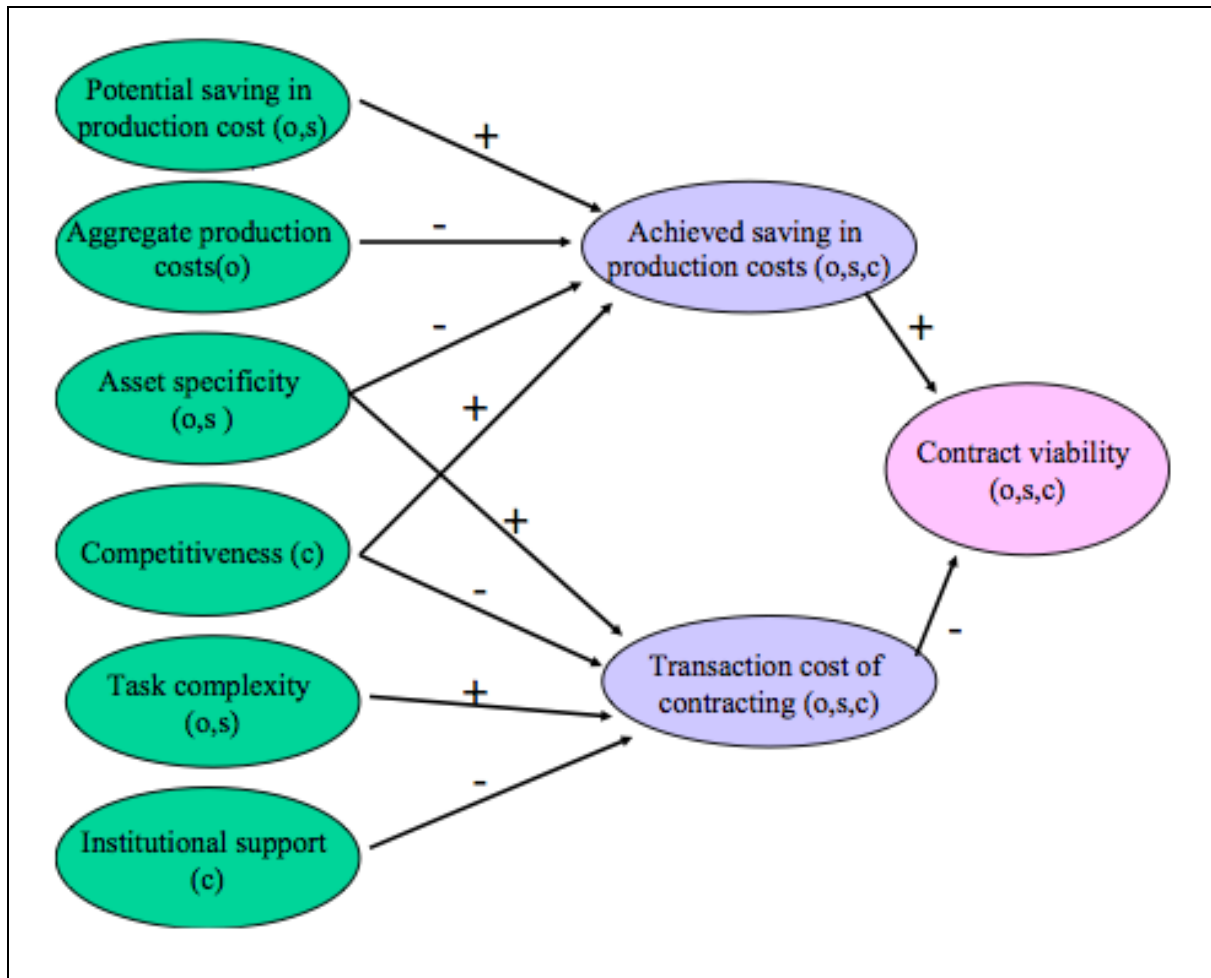 Potential saving in
production cost (o,s)
+
Aggregate production
costs(o)
-
Achieved saving in
production costs (o,s,c)
-
+
Asset specificity
(o,s )
+
Contract viability
(o,s,c)
+
Competitiveness (c)
-
-
Task complexity
(o,s)
+
Transaction cost of
contracting (o,s,c)
-
Institutional support
(c)